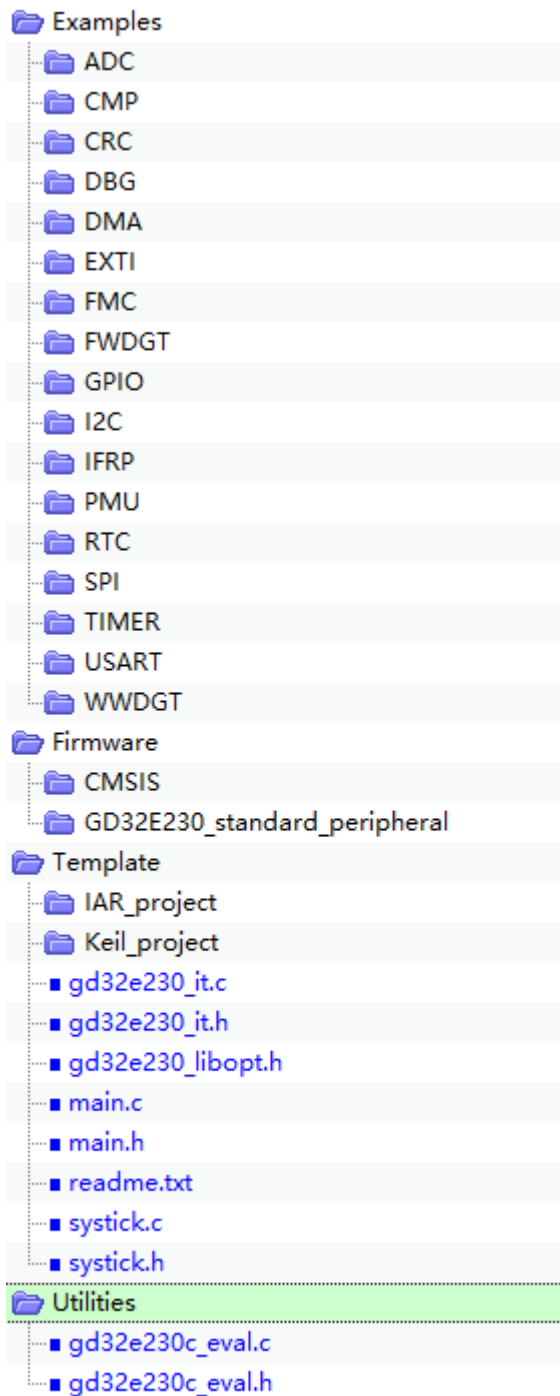 Examples
ADC
CMP
CRC
DBG
DMA
EXTI
FMC
FWDGT
GPIO
I2C
IFRP
PMU
RTC
SPI
TIMER
USART
WWDGT
Firmware
CMSIS
GD32E230_standard_peripheral
Template
IAR_project
Keil_project
gd32e230_it.c
gd32e230_it.h
gd32e230_libopt.h
main.c
main.h
readme.txt
systick.c
systick.h
Utilities
gd32e230c_eval.c
gd32e230c_eval.h